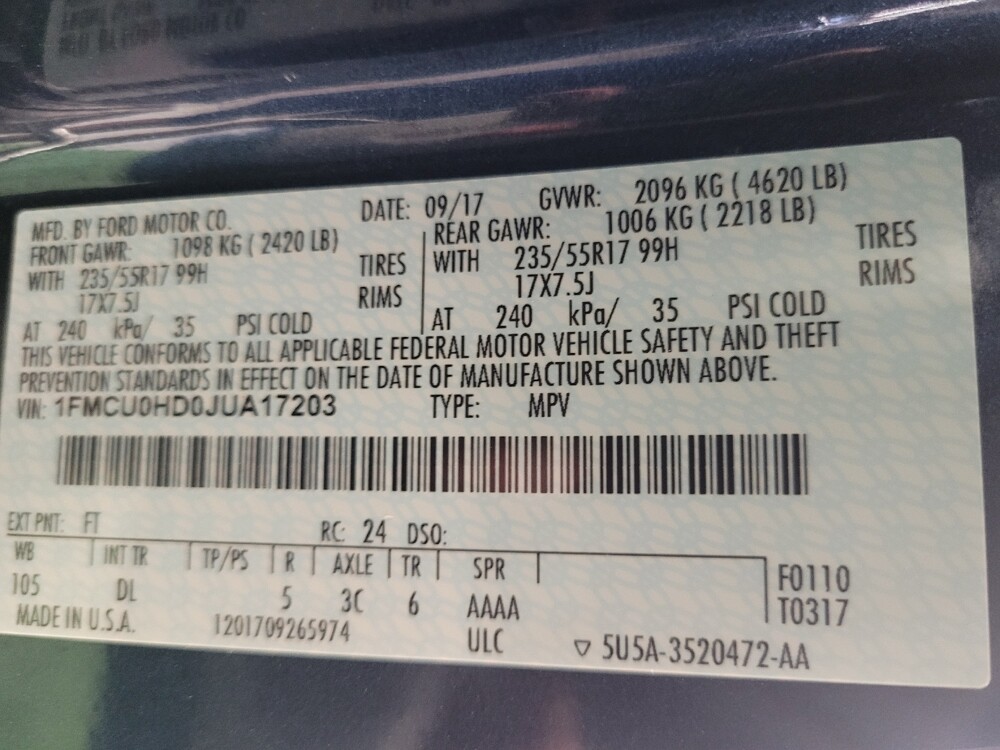 MFD. BY FORD MOTOR CO. DATE: 09/17 GVWR: 2096 KG ( 4620 LB)
FRONT GAWR: 1098 KG ( 2420 LB) REAR GAWR: 1006 KG ( 2218 LB)
WITH 235/55R17 99H TIRES WITH 235/55R17 99H TIRES
17X7.5J RIMS 17X7.5J RIMS
AT 240 kPa/ 35 PSI COLD AT 240 kPa/ 35 PSI COLD
THIS VEHICLE CONFORMS TO ALL APPLICABLE FEDERAL MOTOR VEHICLE SAFETY AND THEFT
PREVENTION STANDARDS IN EFFECT ON THE DATE OF MANUFACTURE SHOWN ABOVE.
VIN: 1FMCU0HD0JUA17203 TYPE: MPV
EXT PNT: FT RC: 24 DSO:
WB INT TR TP/PS R AXLE TR SPR
105 DL 5 3C 6 AAAA F0110
T0317
MADE IN U.S.A. 1201709265974 ULC ▽ 5U5A-3520472-AA